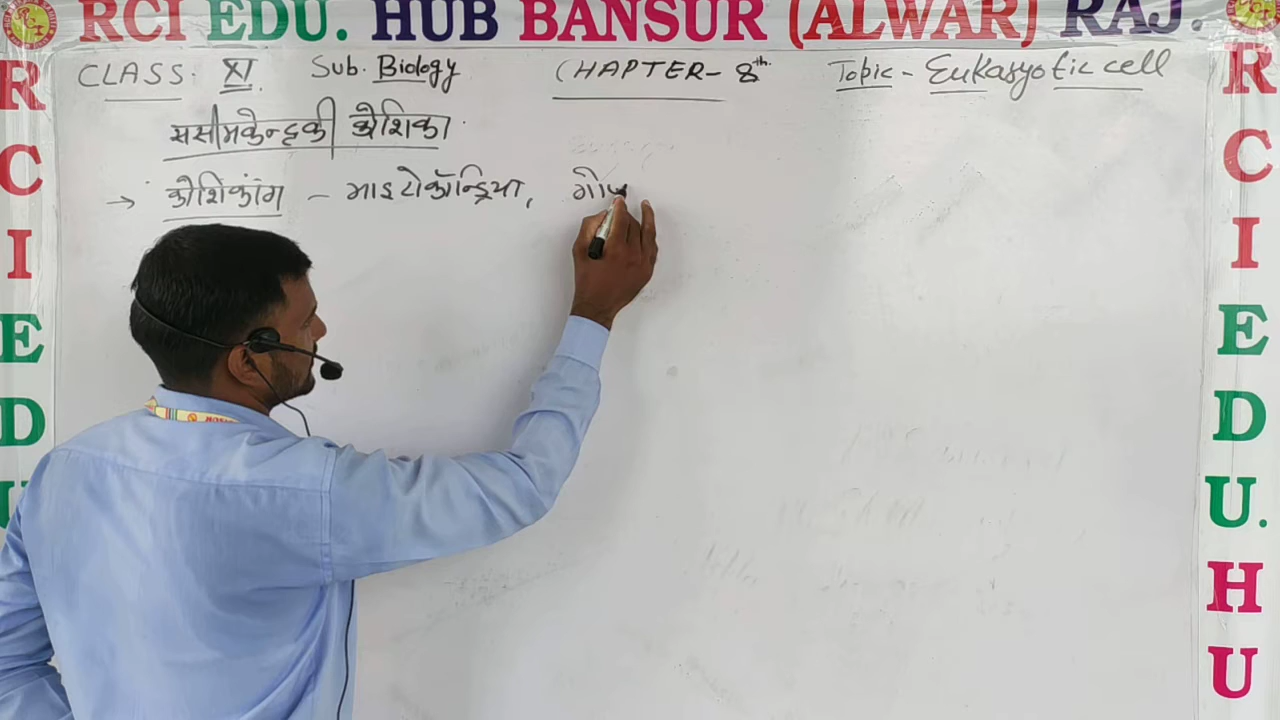 RCI EDU. HUB BANSUR (ALWAR) RAJ.
CLASS. XI Sub. Biology CHAPTER - 8th. Topic - Eukaryotic cell
ससीमकेन्द्रकी कोशिका
→ कोशिकांग - माइटोकॉन्ड्रिया, गो
R
C
I
E
D
U
R
C
I
E
D
U.
H
U